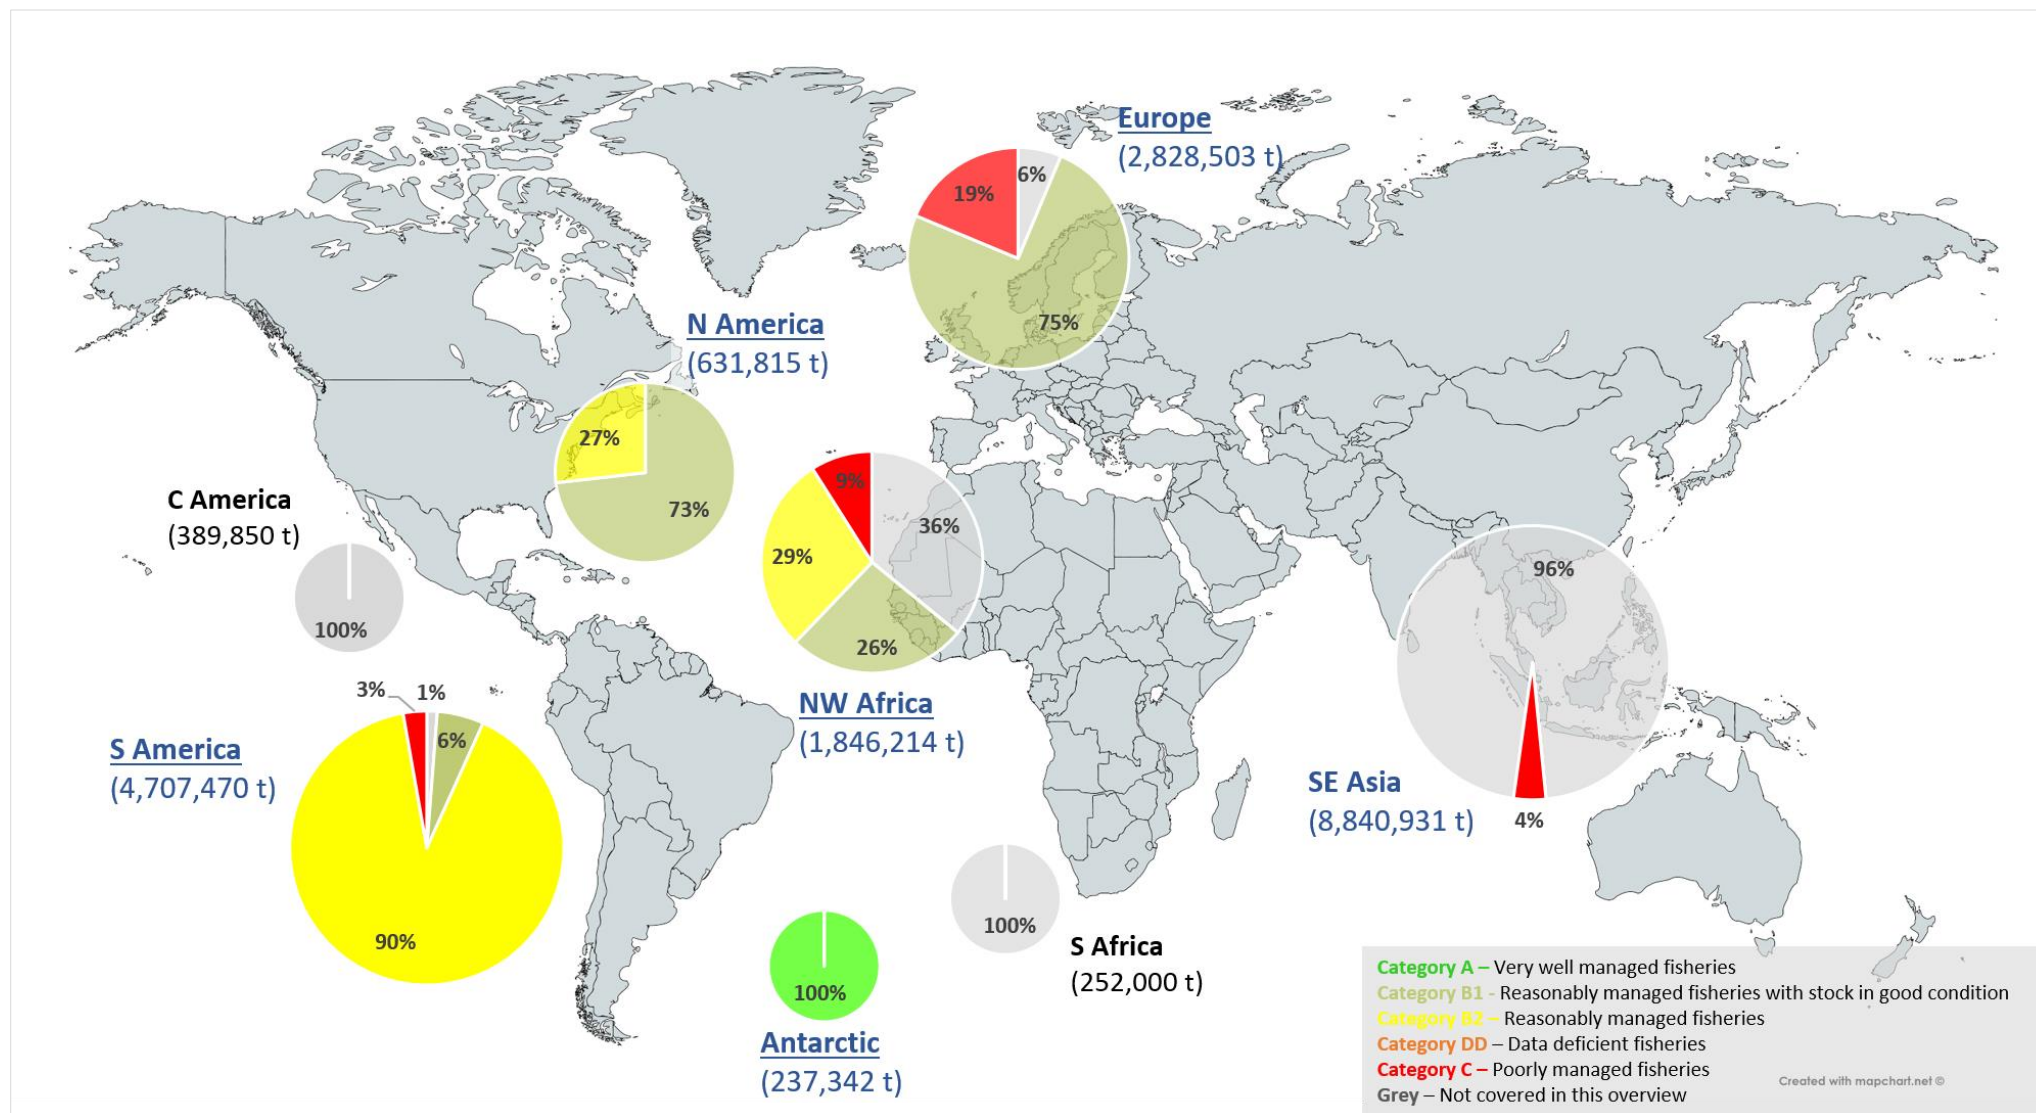 Europe
(2,828,503 t)
19%
6%
75%
N America
(631,815 t)
27%
73%
C America
(389,850 t)
100%
9%
36%
29%
26%
NW Africa
(1,846,214 t)
96%
4%
SE Asia
(8,840,931 t)
3%
1%
6%
90%
S America
(4,707,470 t)
100%
S Africa
(252,000 t)
100%
Antarctic
(237,342 t)
Category A – Very well managed fisheries
Category B1 - Reasonably managed fisheries with stock in good condition
Category B2 – Reasonably managed fisheries
Category DD – Data deficient fisheries
Category C – Poorly managed fisheries
Grey – Not covered in this overview
Created with mapchart.net ©